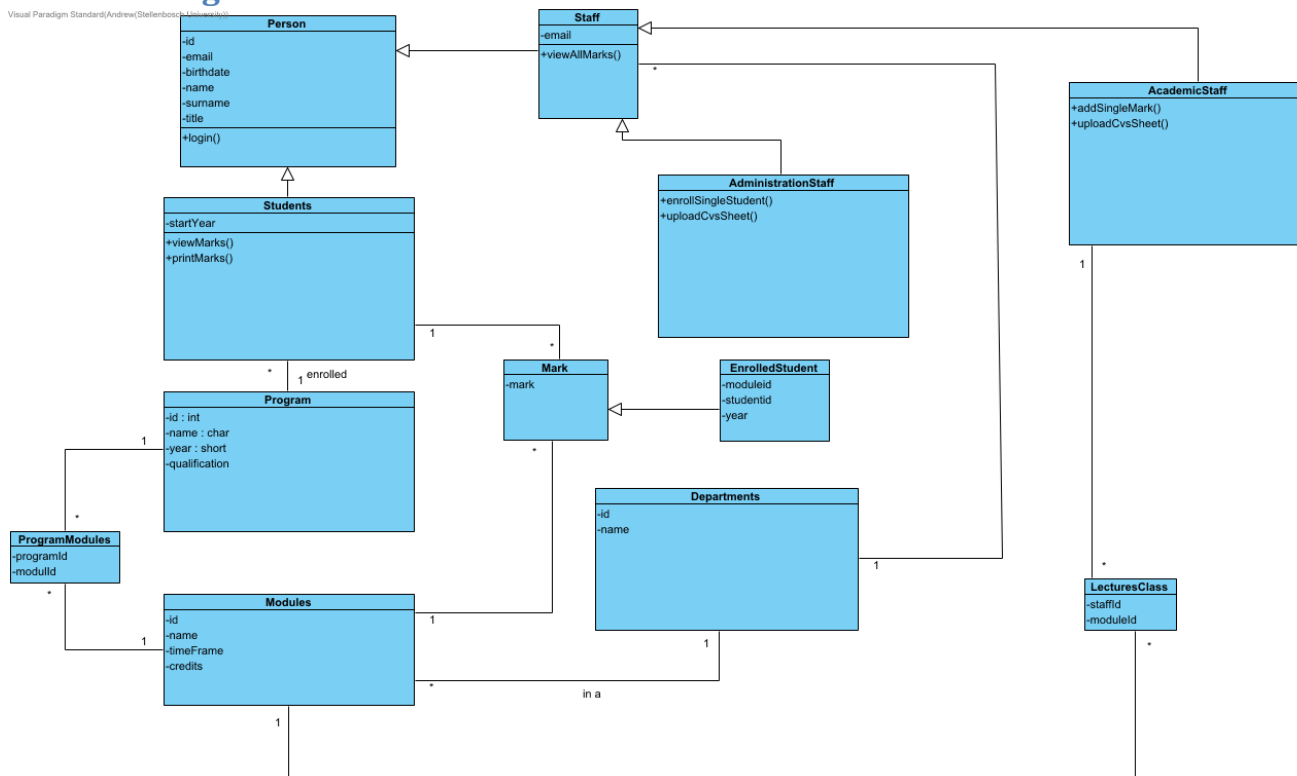 Visual Paradigm Standard(Andrew(Stellenbosch University))
Person
-id
-email
-birthdate
-name
-surname
-title
+login()
Staff
-email
+viewAllMarks()
*
AcademicStaff
+addSingleMark()
+uploadCvsSheet()
1
AdministrationStaff
+enrollSingleStudent()
+uploadCvsSheet()
Students
-startYear
+viewMarks()
+printMarks()
1
*
*
1
enrolled
Mark
-mark
*
EnrolledStudent
-moduleid
-studentid
-year
Program
-id : int
-name : char
-year : short
-qualification
1
*
ProgramModules
-programId
-modulId
*
1
Departments
-id
-name
1
1
Modules
-id
-name
-timeFrame
-credits
1
*
in a
1
*
LecturesClass
-staffId
-moduleId
*